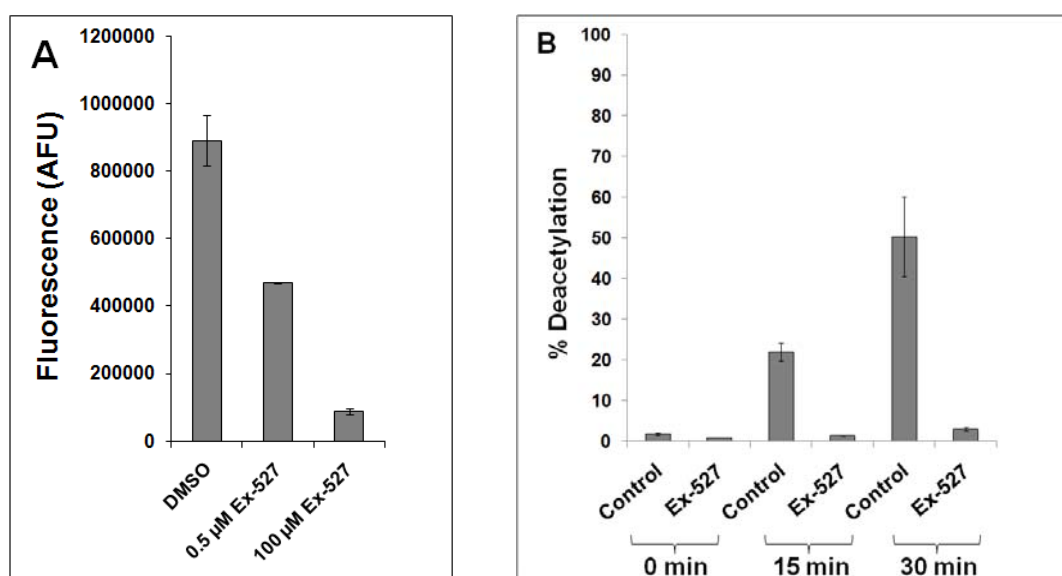 A
Fluorescence (AFU)
1200000
1000000
800000
600000
400000
200000
0
DMSO
0.5 µM Ex-527
100 µM Ex-527
B
% Deacetylation
100
90
80
70
60
50
40
30
20
10
0
Control
Ex-527
Control
Ex-527
Control
Ex-527
0 min
15 min
30 min